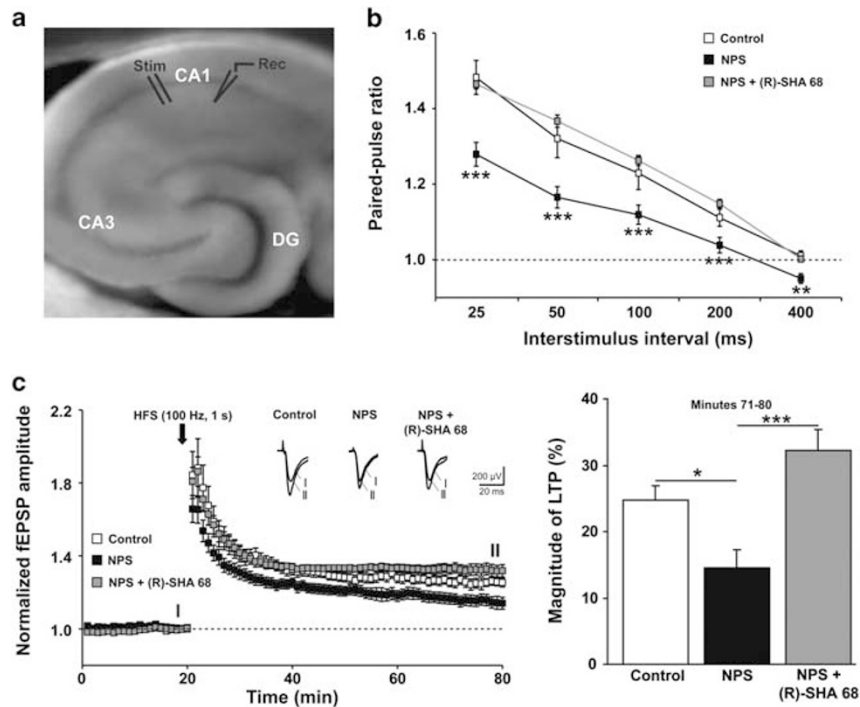 a
Stim
CA1
Rec
CA3
DG
b
Control
NPS
NPS + (R)-SHA 68
Paired-pulse ratio
1.6
1.4
1.2
1.0
***
***
***
***
**
25 50 100 200 400
Interstimulus interval (ms)
c
Normalized fEPSP amplitude
2.2
1.8
1.4
1.0
HFS (100 Hz, 1 s)
Control
NPS
NPS +
(R)-SHA 68
I
II
I
II
I
II
200 µV
20 ms
Control
NPS
NPS + (R)-SHA 68
I
II
0 20 40 60 80
Time (min)
Magnitude of LTP (%)
40
30
20
10
0
Minutes 71-80
***
*
Control
NPS
NPS +
(R)-SHA 68